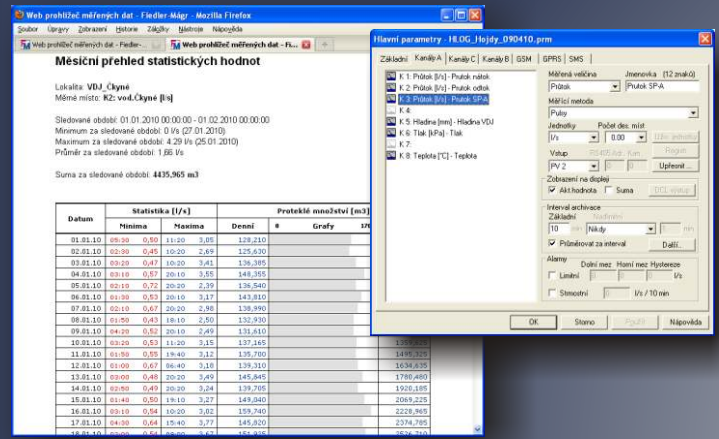 Web prohlížeč měřených dat - Fiedler-Mágr - Mozilla Firefox
Soubor Úpravy Zobrazení Historie Záložky Nástroje Nápověda
Web prohlížeč měřených dat - Fiedler-... Web prohlížeč měřených dat - Fi...
Měsíční přehled statistických hodnot
Lokalita: VDJ_Čkyné
Měrné místo: K2: vod.Čkyné [l/s]
Sledované období: 01.01.2010 00:00:00 - 01.02.2010 00:00:00
Minimum za sledované období: 0 l/s (27.01.2010)
Maximum za sledované období: 4.29 l/s (25.01.2010)
Průměr za sledované období: 1,66 l/s
Suma za sledované období: 4435,965 m3
Datum Statistika [l/s] Proteklé množství [m3]
Minima Maxima Denní 0 Grafy
01.01.10 05:30 0,50 11:20 3,05 128,210
02.01.10 02:30 0,45 10:20 2,69 125,630
03.01.10 03:20 0,47 10:20 3,41 136,385
04.01.10 03:10 0,57 20:10 3,55 148,355
05.01.10 02:10 0,72 20:20 2,39 136,540
06.01.10 01:30 0,53 20:10 3,17 143,810
07.01.10 02:10 0,67 20:20 2,98 138,990
08.01.10 01:50 0,43 18:10 2,50 132,930
09.01.10 04:20 0,52 20:10 2,49 131,610
10.01.10 03:20 0,53 11:20 3,15 137,165
11.01.10 01:50 0,55 19:40 3,12 135,700 1495,325
12.01.10 01:00 0,67 06:40 3,10 139,310 1634,635
13.01.10 03:00 0,48 20:20 3,49 145,845 1780,480
14.01.10 02:50 0,49 20:20 3,24 139,705 1920,185
15.01.10 01:40 0,50 19:10 3,27 149,040 2069,225
16.01.10 03:10 0,54 10:20 3,02 159,740 2228,965
17.01.10 04:30 0,64 15:40 3,77 145,820 2374,785
Hlavní parametry - HLOG_Hojdy_090410.prm
Základní Kanály A Kanály C Kanály B GSM GPRS SMS
K 1: Průtok [l/s] - Prutok nátok
K 2: Průtok [l/s] - Prutok odtok
K 3: Průtok [l/s] - Prutok SP-A
K 4:
K 5: Hladina [mm] - Hladina VDJ
K 6: Tlak [kPa] - Tlak
K 7:
K 8: Teplota [°C] - Teplota
Měřená veličina Jmenovka (12 znaků)
Průtok Prutok SP-A
Měřící metoda
Pulsy
Jednotky Počet des. míst
l/s 0.00
Vstup
PV 2 0 0 Upřesnit ...
Zobrazení na displeji
Akt.hodnota Suma
Interval archivace
Základní
10 min Nikdy
Průměrovat za interval Další...
Alarmy
Dolní mez Horní mez Hystereze
Limitní 0 0 0 l/s
Strmostní 0 l/s / 10 min
OK Storno Použít Nápověda